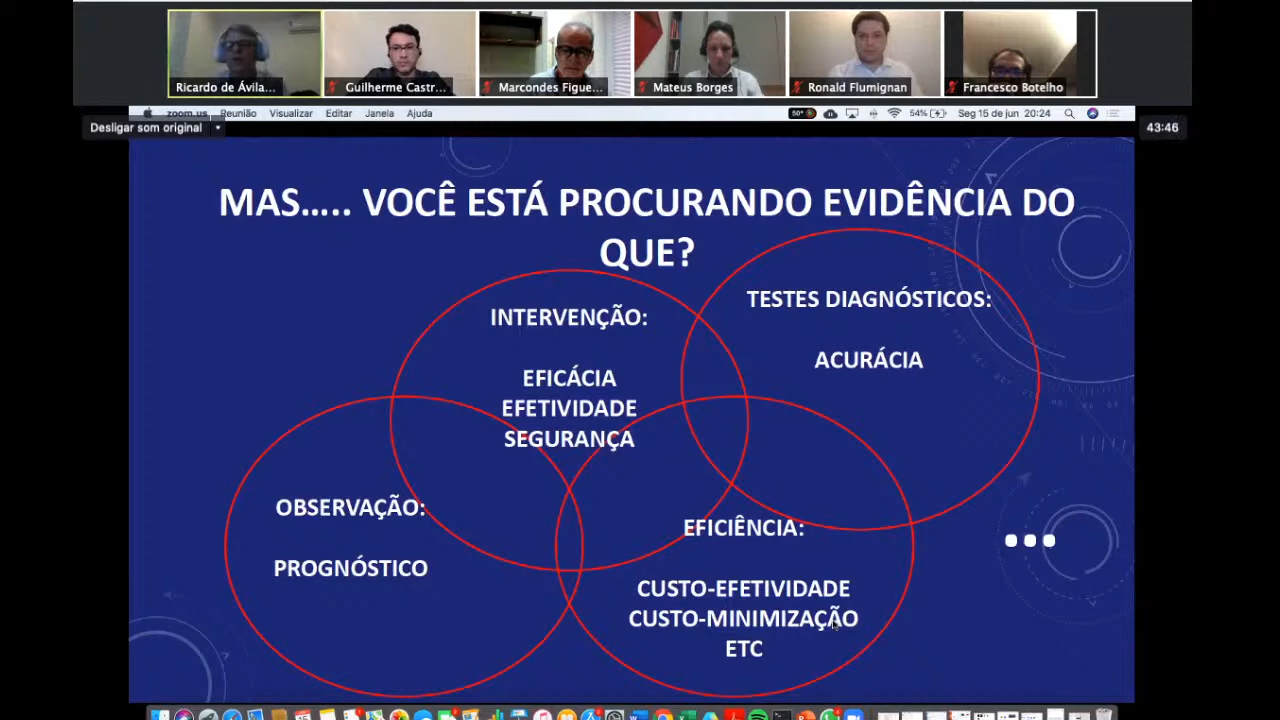 Ricardo de Ávila...
Guilherme Castr...
Marcondes Figue...
Mateus Borges
Ronald Flumignan
Francesco Botelho
zoom.us Reunião Visualizar Editar Janela Ajuda
50° 54% Seg 15 de jun 20:24
Desligar som original
43:46
MAS..... VOCÊ ESTÁ PROCURANDO EVIDÊNCIA DO
QUE?
TESTES DIAGNÓSTICOS:
ACURÁCIA
INTERVENÇÃO:
EFICÁCIA
EFETIVIDADE
SEGURANÇA
OBSERVAÇÃO:
PROGNÓSTICO
EFICIÊNCIA:
CUSTO-EFETIVIDADE
CUSTO-MINIMIZAÇÃO
ETC
...